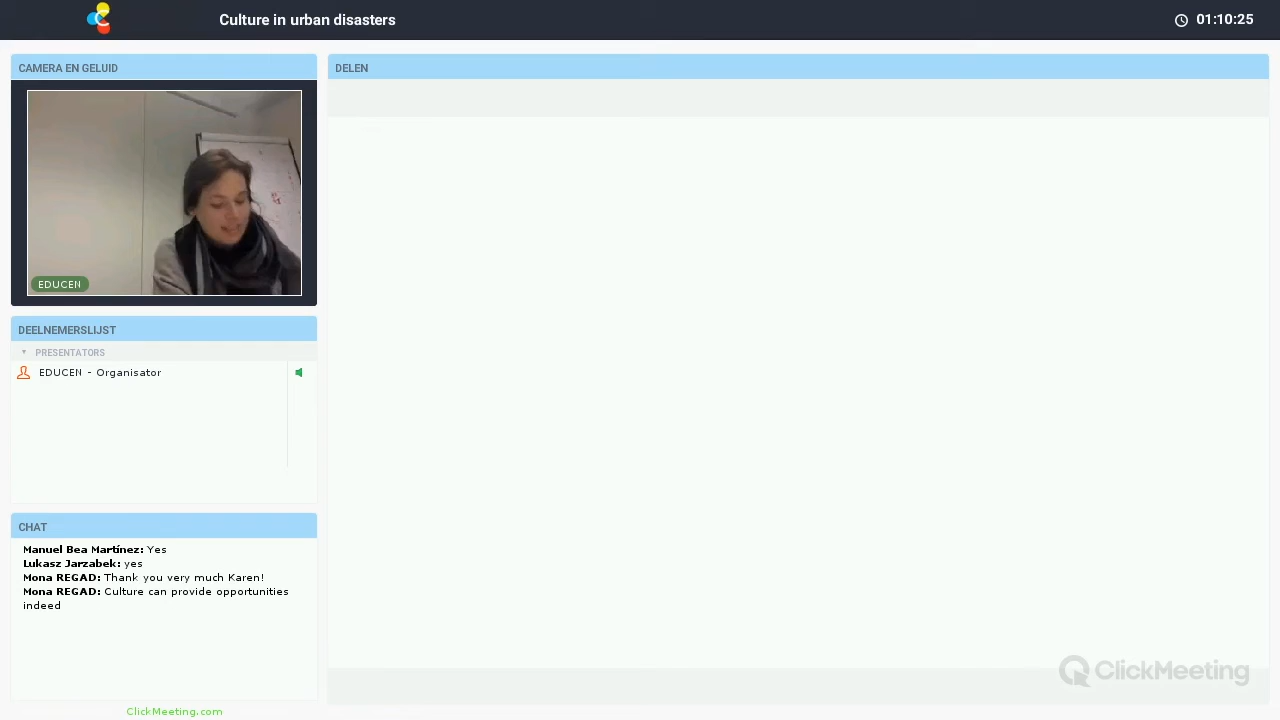 Culture in urban disasters
01:10:25
CAMERA EN GELUID
EDUCEN
DEELNEMERSLIJST
PRESENTATORS
EDUCEN - Organisator
CHAT
Manuel Bea Martínez: Yes
Lukasz Jarzabek: yes
Mona REGAD: Thank you very much Karen!
Mona REGAD: Culture can provide opportunities
indeed
ClickMeeting.com
DELEN
ClickMeeting